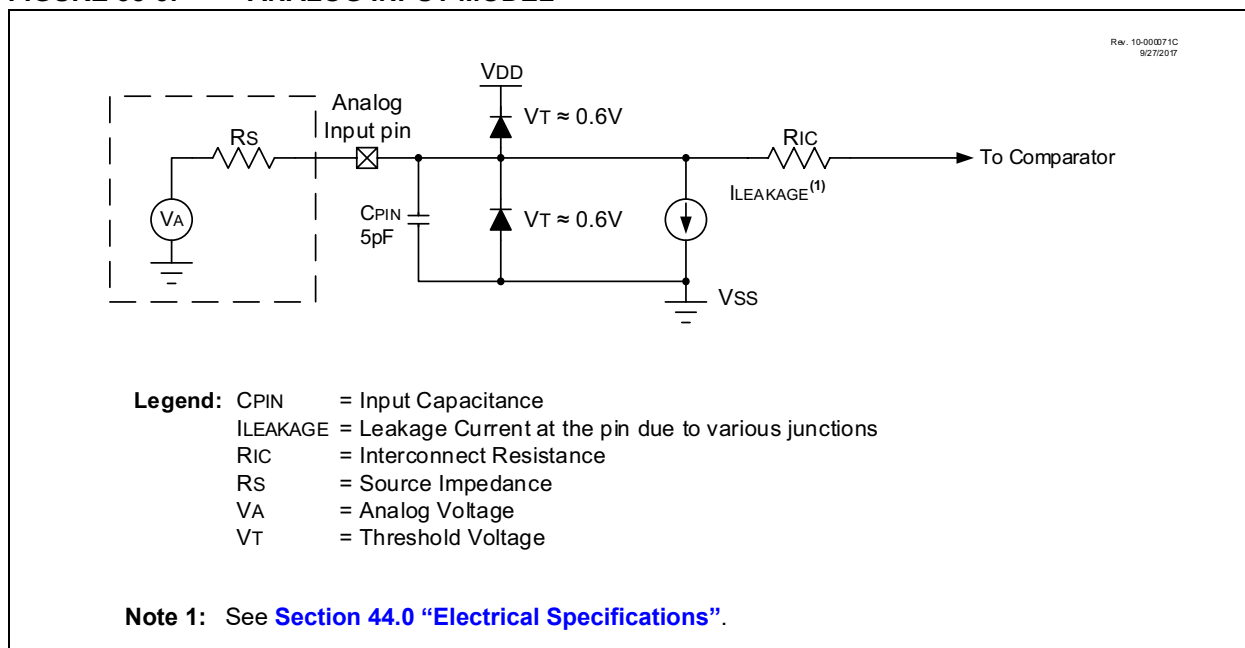 Rev. 10-000071C
9/27/2017
VDD
Analog
Input pin
VT ≈ 0.6V
RS
RIC
To Comparator
ILEAKAGE(1)
VA
CPIN
5pF
VT ≈ 0.6V
VSS
Legend: CPIN = Input Capacitance
ILEAKAGE = Leakage Current at the pin due to various junctions
RIC = Interconnect Resistance
RS = Source Impedance
VA = Analog Voltage
VT = Threshold Voltage
Note 1: See Section 44.0 “Electrical Specifications”.